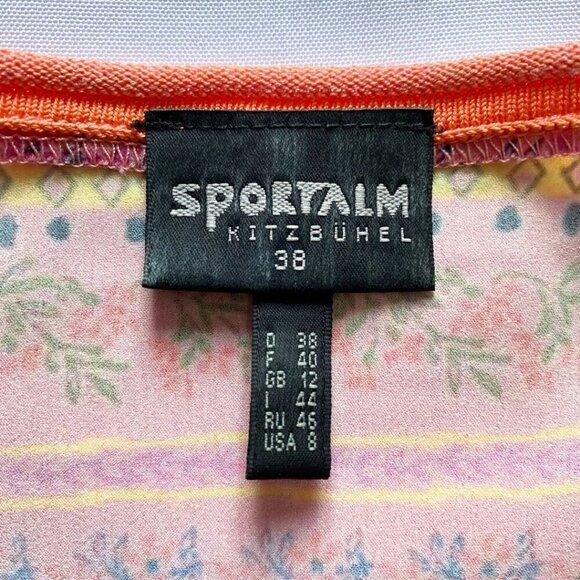 SPORTALM
KITZBÜHEL
38
D 38
F 40
GB 12
I 44
RU 46
USA 8